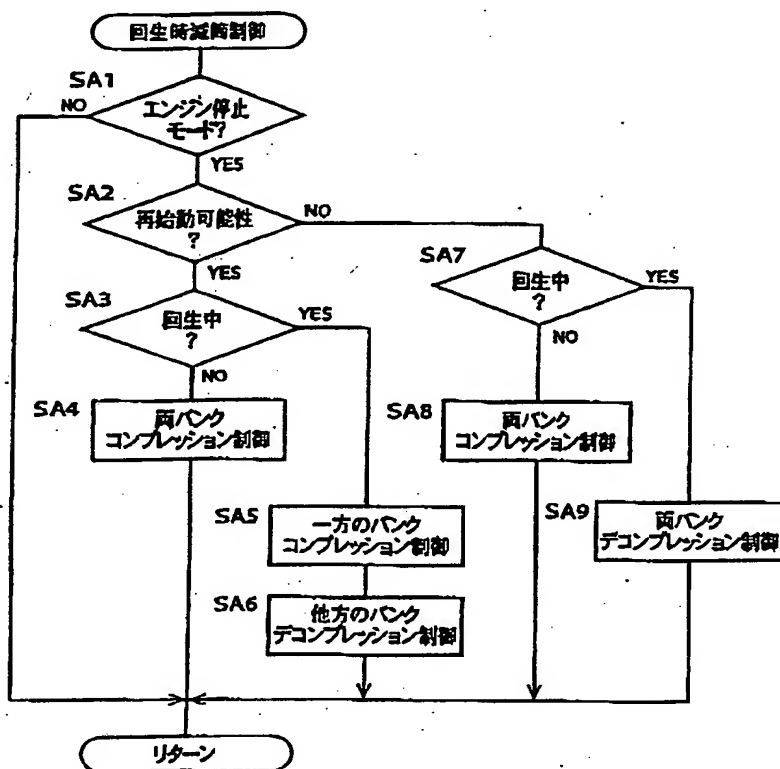 回生時減筒制御
SA1
エンジン停止
モード?
NO
YES
SA2
再始動可能性
?
NO
YES
SA3
回生中
?
YES
NO
SA4
両バンク
コンプレッション制御
SA5
一方のバンク
コンプレッション制御
SA6
他方のバンク
デコンプレッション制御
SA7
回生中
?
YES
NO
SA8
両バンク
コンプレッション制御
SA9
両バンク
デコンプレッション制御
リターン